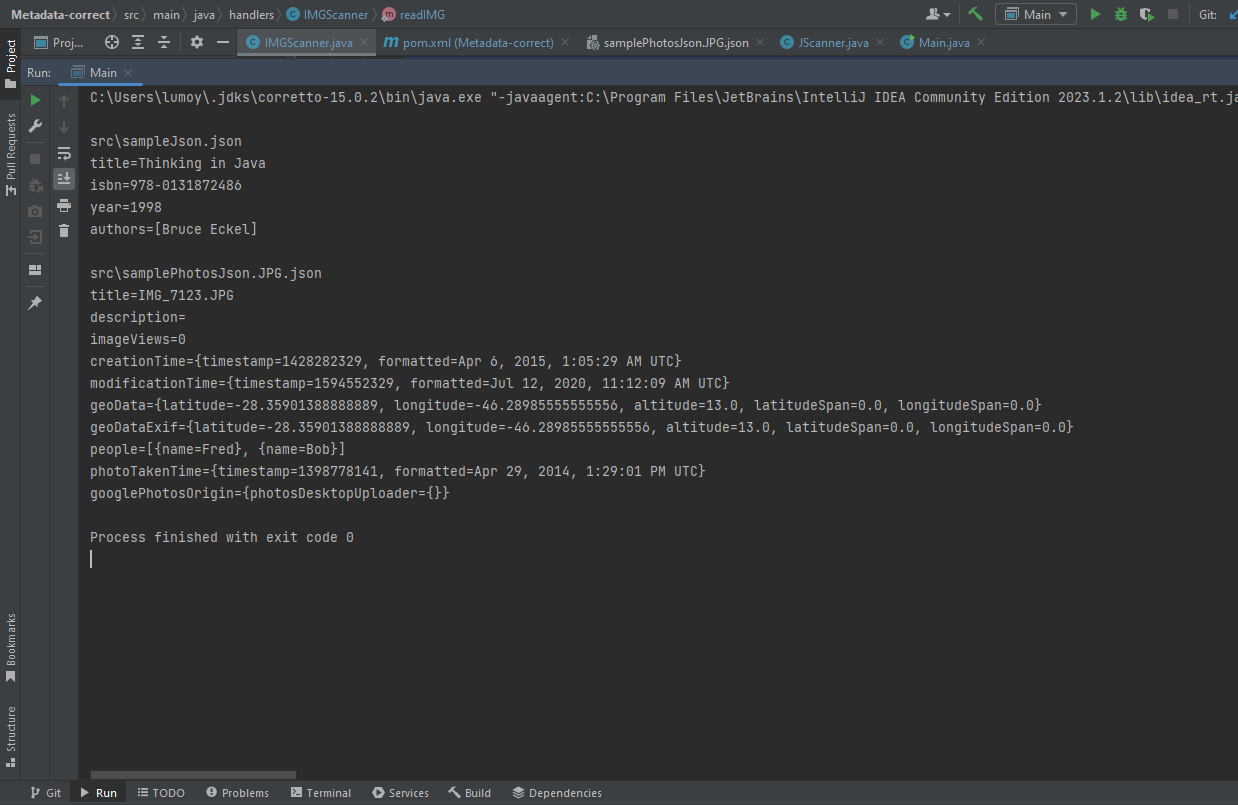 Metadata-correct src main java handlers IMGScanner readIMG Main Git:
Project Proj... IMGScanner.java pom.xml (Metadata-correct) samplePhotosJson.JPG.json JScanner.java Main.java
Run: Main
C:\Users\lumoy\.jdks\corretto-15.0.2\bin\java.exe "-javaagent:C:\Program Files\JetBrains\IntelliJ IDEA Community Edition 2023.1.2\lib\idea_rt.ja
Pull Requests
src\sampleJson.json
title=Thinking in Java
isbn=978-0131872486
year=1998
authors=[Bruce Eckel]
src\samplePhotosJson.JPG.json
title=IMG_7123.JPG
description=
imageViews=0
creationTime={timestamp=1428282329, formatted=Apr 6, 2015, 1:05:29 AM UTC}
modificationTime={timestamp=1594552329, formatted=Jul 12, 2020, 11:12:09 AM UTC}
geoData={latitude=-28.35901388888889, longitude=-46.28985555555556, altitude=13.0, latitudeSpan=0.0, longitudeSpan=0.0}
geoDataExif={latitude=-28.35901388888889, longitude=-46.28985555555556, altitude=13.0, latitudeSpan=0.0, longitudeSpan=0.0}
people=[{name=Fred}, {name=Bob}]
photoTakenTime={timestamp=1398778141, formatted=Apr 29, 2014, 1:29:01 PM UTC}
googlePhotosOrigin={photosDesktopUploader={}}
Process finished with exit code 0
Bookmarks
Structure
Git Run TODO Problems Terminal Services Build Dependencies